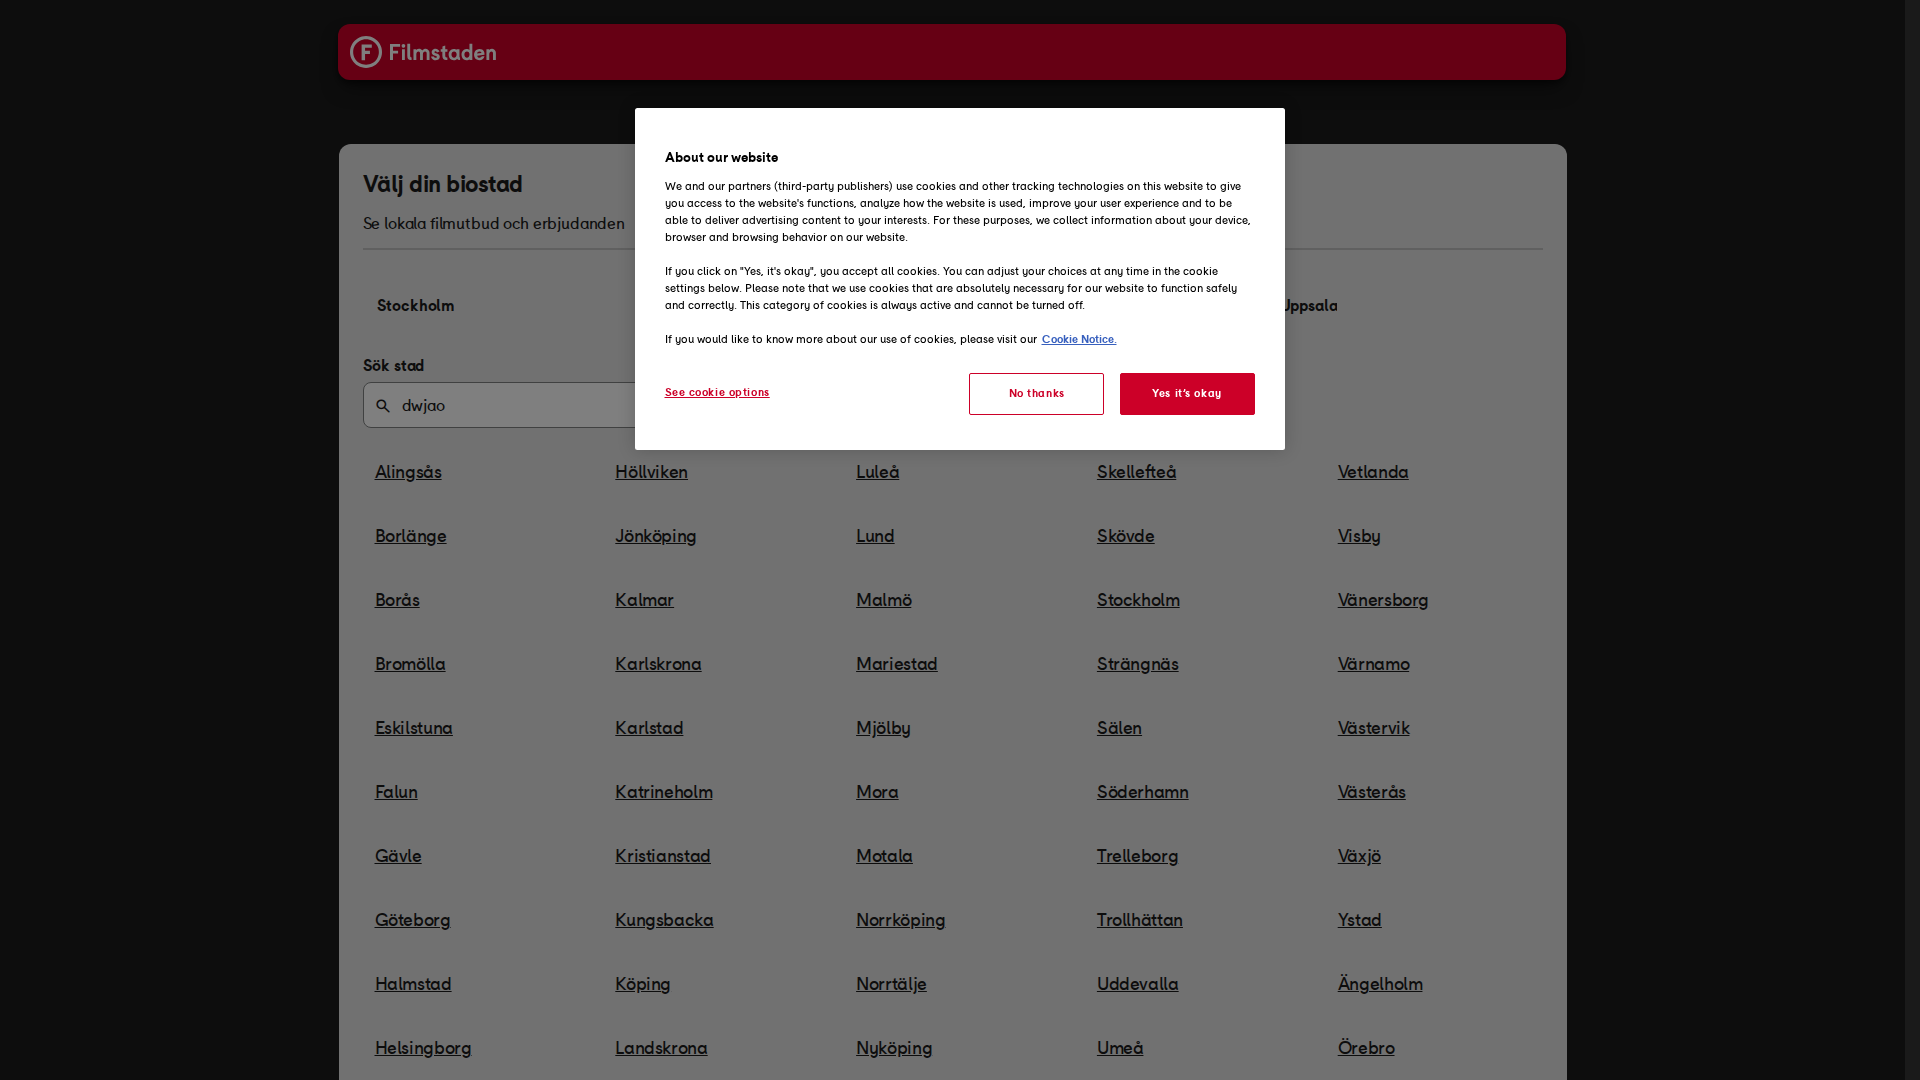 F Filmstaden
Välj din biostad
Se lokala filmutbud och erbjudanden
Stockholm
Uppsala
Sök stad
dwjao
About our website
We and our partners (third-party publishers) use cookies and other tracking technologies on this website to give
you access to the website's functions, analyze how the website is used, improve your user experience and to be
able to deliver advertising content to your interests. For these purposes, we collect information about your device,
browser and browsing behavior on our website.
If you click on "Yes, it's okay", you accept all cookies. You can adjust your choices at any time in the cookie
settings below. Please note that we use cookies that are absolutely necessary for our website to function safely
and correctly. This category of cookies is always active and cannot be turned off.
If you would like to know more about our use of cookies, please visit our Cookie Notice.
See cookie options
No thanks
Yes it’s okay
Alingsås Höllviken Luleå Skellefteå Vetlanda
Borlänge Jönköping Lund Skövde Visby
Borås Kalmar Malmö Stockholm Vänersborg
Bromölla Karlskrona Mariestad Strängnäs Värnamo
Eskilstuna Karlstad Mjölby Sälen Västervik
Falun Katrineholm Mora Söderhamn Västerås
Gävle Kristianstad Motala Trelleborg Växjö
Göteborg Kungsbacka Norrköping Trollhättan Ystad
Halmstad Köping Norrtälje Uddevalla Ängelholm
Helsingborg Landskrona Nyköping Umeå Örebro